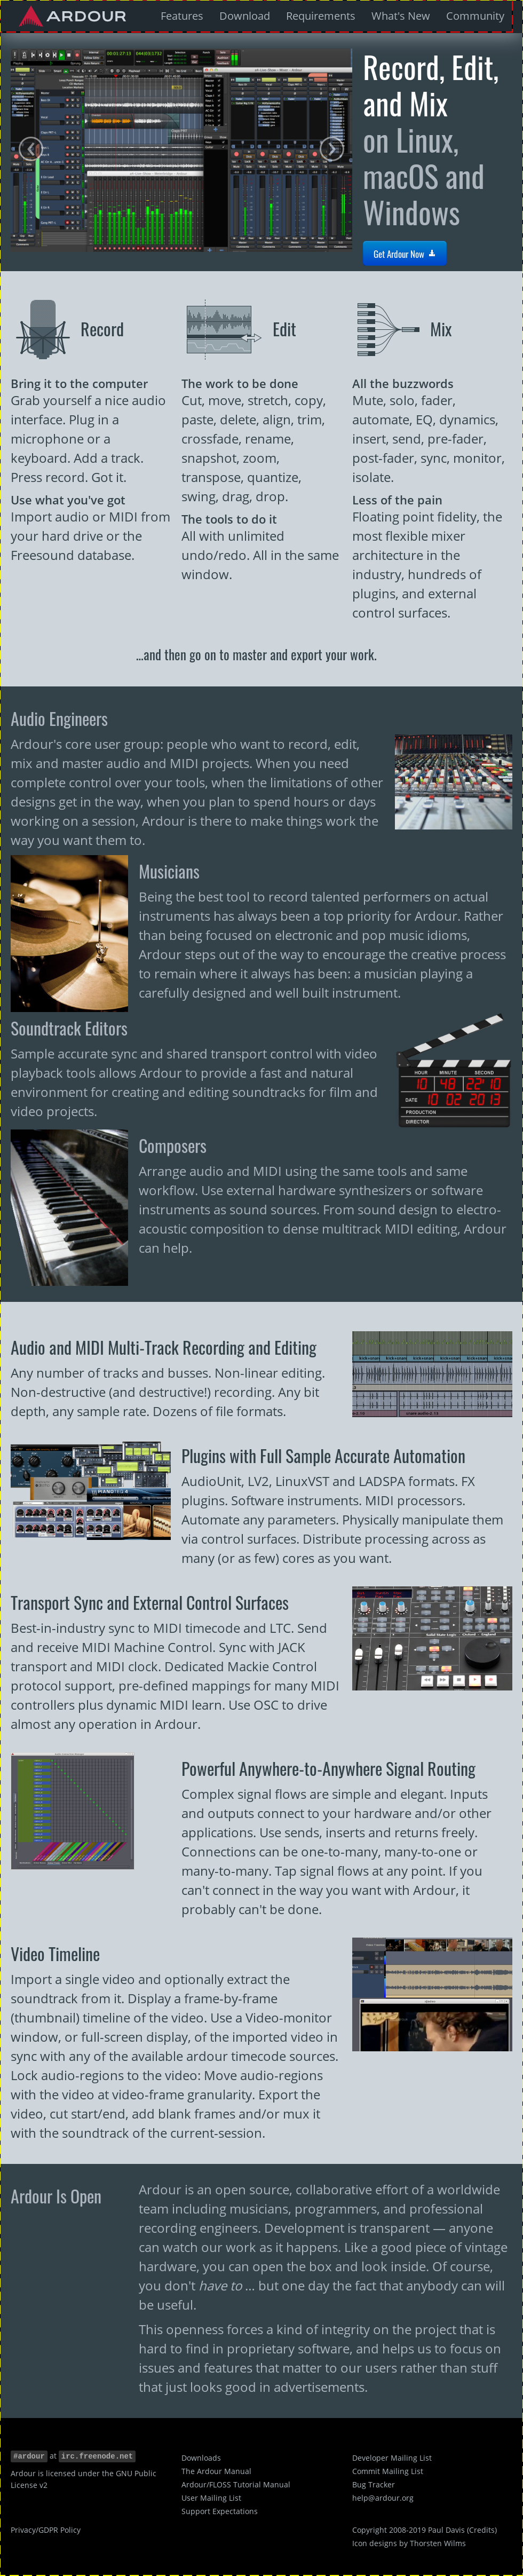 ARDOUR Features Download Requirements What's New Community
Record, Edit,
and Mix
on Linux,
macOS and
Windows
Get Ardour Now
Record
Bring it to the computer
Grab yourself a nice audio
interface. Plug in a
microphone or a
keyboard. Add a track.
Press record. Got it.
Use what you've got
Import audio or MIDI from
your hard drive or the
Freesound database.
Edit
The work to be done
Cut, move, stretch, copy,
paste, delete, align, trim,
crossfade, rename,
snapshot, zoom,
transpose, quantize,
swing, drag, drop.
The tools to do it
All with unlimited
undo/redo. All in the same
window.
Mix
All the buzzwords
Mute, solo, fader,
automate, EQ, dynamics,
insert, send, pre-fader,
post-fader, sync, monitor,
isolate.
Less of the pain
Floating point fidelity, the
most flexible mixer
architecture in the
industry, hundreds of
plugins, and external
control surfaces.
...and then go on to master and export your work.
Audio Engineers
Ardour's core user group: people who want to record, edit,
mix and master audio and MIDI projects. When you need
complete control over your tools, when the limitations of other
designs get in the way, when you plan to spend hours or days
working on a session, Ardour is there to make things work the
way you want them to.
Musicians
Being the best tool to record talented performers on actual
instruments has always been a top priority for Ardour. Rather
than being focused on electronic and pop music idioms,
Ardour steps out of the way to encourage the creative process
to remain where it always has been: a musician playing a
carefully designed and well built instrument.
Soundtrack Editors
Sample accurate sync and shared transport control with video
playback tools allows Ardour to provide a fast and natural
environment for creating and editing soundtracks for film and
video projects.
HOUR MINUTE SECOND
10 48 22:10
DATE 10 02 2013
PRODUCTION
DIRECTOR
Composers
Arrange audio and MIDI using the same tools and same
workflow. Use external hardware synthesizers or software
instruments as sound sources. From sound design to electro-
acoustic composition to dense multitrack MIDI editing, Ardour
can help.
Audio and MIDI Multi-Track Recording and Editing
Any number of tracks and busses. Non-linear editing.
Non-destructive (and destructive!) recording. Any bit
depth, any sample rate. Dozens of file formats.
Plugins with Full Sample Accurate Automation
AudioUnit, LV2, LinuxVST and LADSPA formats. FX
plugins. Software instruments. MIDI processors.
Automate any parameters. Physically manipulate them
via control surfaces. Distribute processing across as
many (or as few) cores as you want.
Transport Sync and External Control Surfaces
Best-in-industry sync to MIDI timecode and LTC. Send
and receive MIDI Machine Control. Sync with JACK
transport and MIDI clock. Dedicated Mackie Control
protocol support, pre-defined mappings for many MIDI
controllers plus dynamic MIDI learn. Use OSC to drive
almost any operation in Ardour.
Powerful Anywhere-to-Anywhere Signal Routing
Complex signal flows are simple and elegant. Inputs
and outputs connect to your hardware and/or other
applications. Use sends, inserts and returns freely.
Connections can be one-to-many, many-to-one or
many-to-many. Tap signal flows at any point. If you
can't connect in the way you want with Ardour, it
probably can't be done.
Video Timeline
Import a single video and optionally extract the
soundtrack from it. Display a frame-by-frame
(thumbnail) timeline of the video. Use a Video-monitor
window, or full-screen display, of the imported video in
sync with any of the available ardour timecode sources.
Lock audio-regions to the video: Move audio-regions
with the video at video-frame granularity. Export the
video, cut start/end, add blank frames and/or mux it
with the soundtrack of the current-session.
Ardour Is Open
Ardour is an open source, collaborative effort of a worldwide
team including musicians, programmers, and professional
recording engineers. Development is transparent — anyone
can watch our work as it happens. Like a good piece of vintage
hardware, you can open the box and look inside. Of course,
you don't have to ... but one day the fact that anybody can will
be useful.
This openness forces a kind of integrity on the project that is
hard to find in proprietary software, and helps us to focus on
issues and features that matter to our users rather than stuff
that just looks good in advertisements.
#ardour at irc.freenode.net
Ardour is licensed under the GNU Public
License v2
Privacy/GDPR Policy
Downloads
The Ardour Manual
Ardour/FLOSS Tutorial Manual
User Mailing List
Support Expectations
Developer Mailing List
Commit Mailing List
Bug Tracker
help@ardour.org
Copyright 2008-2019 Paul Davis (Credits)
Icon designs by Thorsten Wilms